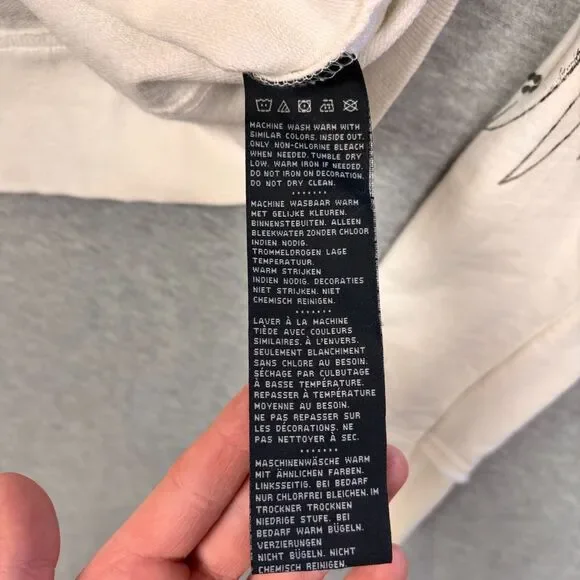 MACHINE WASH WARM WITH
SIMILAR COLORS. INSIDE OUT.
ONLY NON-CHLORINE BLEACH
WHEN NEEDED. TUMBLE DRY
LOW. WARM IRON IF NEEDED.
DO NOT IRON ON DECORATION.
DO NOT DRY CLEAN.
MACHINE WASBAAR WARM
MET GELIJKE KLEUREN.
BINNENSTEBUITEN. ALLEEN
BLEEKWATER ZONDER CHLOOR
INDIEN NODIG.
TROMMELDROGEN LAGE
TEMPERATUUR.
WARM STRIJKEN
INDIEN NODIG. DECORATIES
NIET STRIJKEN. NIET
CHEMISCH REINIGEN.
LAVER À LA MACHINE
TIÈDE AVEC COULEURS
SIMILAIRES. À L'ENVERS.
SEULEMENT BLANCHIMENT
SANS CHLORE AU BESOIN.
SÉCHAGE PAR CULBUTAGE
À BASSE TEMPÉRATURE.
REPASSER À TEMPÉRATURE
MOYENNE AU BESOIN.
NE PAS REPASSER SUR
LES DÉCORATIONS. NE
PAS NETTOYER À SEC.
MASCHINENWÄSCHE WARM
MIT ÄHNLICHEN FARBEN.
LINKSSEITIG. BEI BEDARF
NUR CHLORFREI BLEICHEN. IM
TROCKNER TROCKNEN
NIEDRIGE STUFE. BEI
BEDARF WARM BÜGELN.
VERZIERUNGEN
NICHT BÜGELN. NICHT
CHEMISCH REINIGEN.